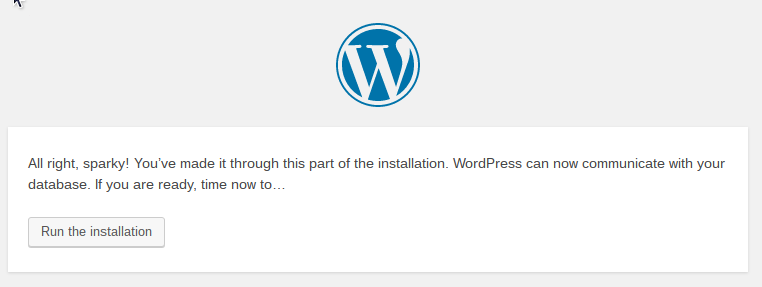 All right, sparky! You’ve made it through this part of the installation. WordPress can now communicate with your
database. If you are ready, time now to…
Run the installation